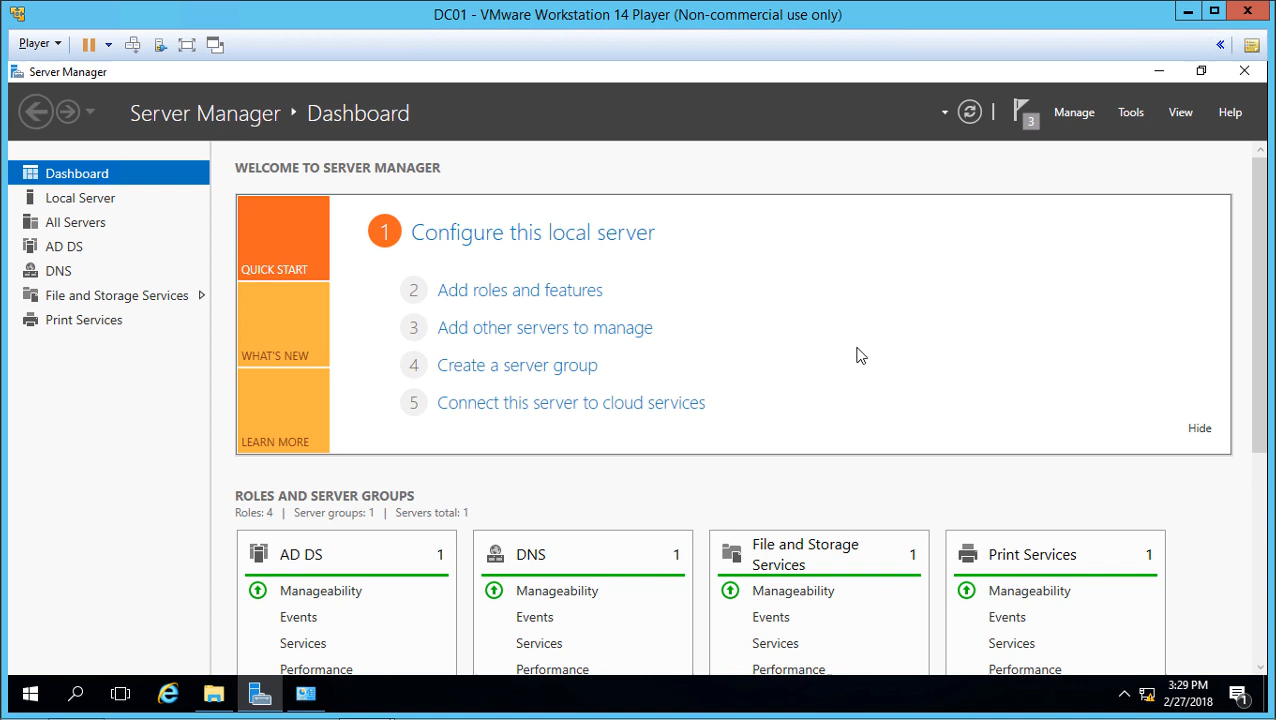 DC01 - VMware Workstation 14 Player (Non-commercial use only)
Player
Server Manager
Server Manager ‣ Dashboard
3
Manage Tools View Help
Dashboard
Local Server
All Servers
AD DS
DNS
File and Storage Services
Print Services
WELCOME TO SERVER MANAGER
QUICK START
WHAT'S NEW
LEARN MORE
1 Configure this local server
2 Add roles and features
3 Add other servers to manage
4 Create a server group
5 Connect this server to cloud services
Hide
ROLES AND SERVER GROUPS
Roles: 4 | Server groups: 1 | Servers total: 1
AD DS 1
Manageability
Events
Services
Performance
DNS 1
Manageability
Events
Services
Performance
File and Storage
Services 1
Manageability
Events
Services
Performance
Print Services 1
Manageability
Events
Services
Performance
3:29 PM
2/27/2018
1